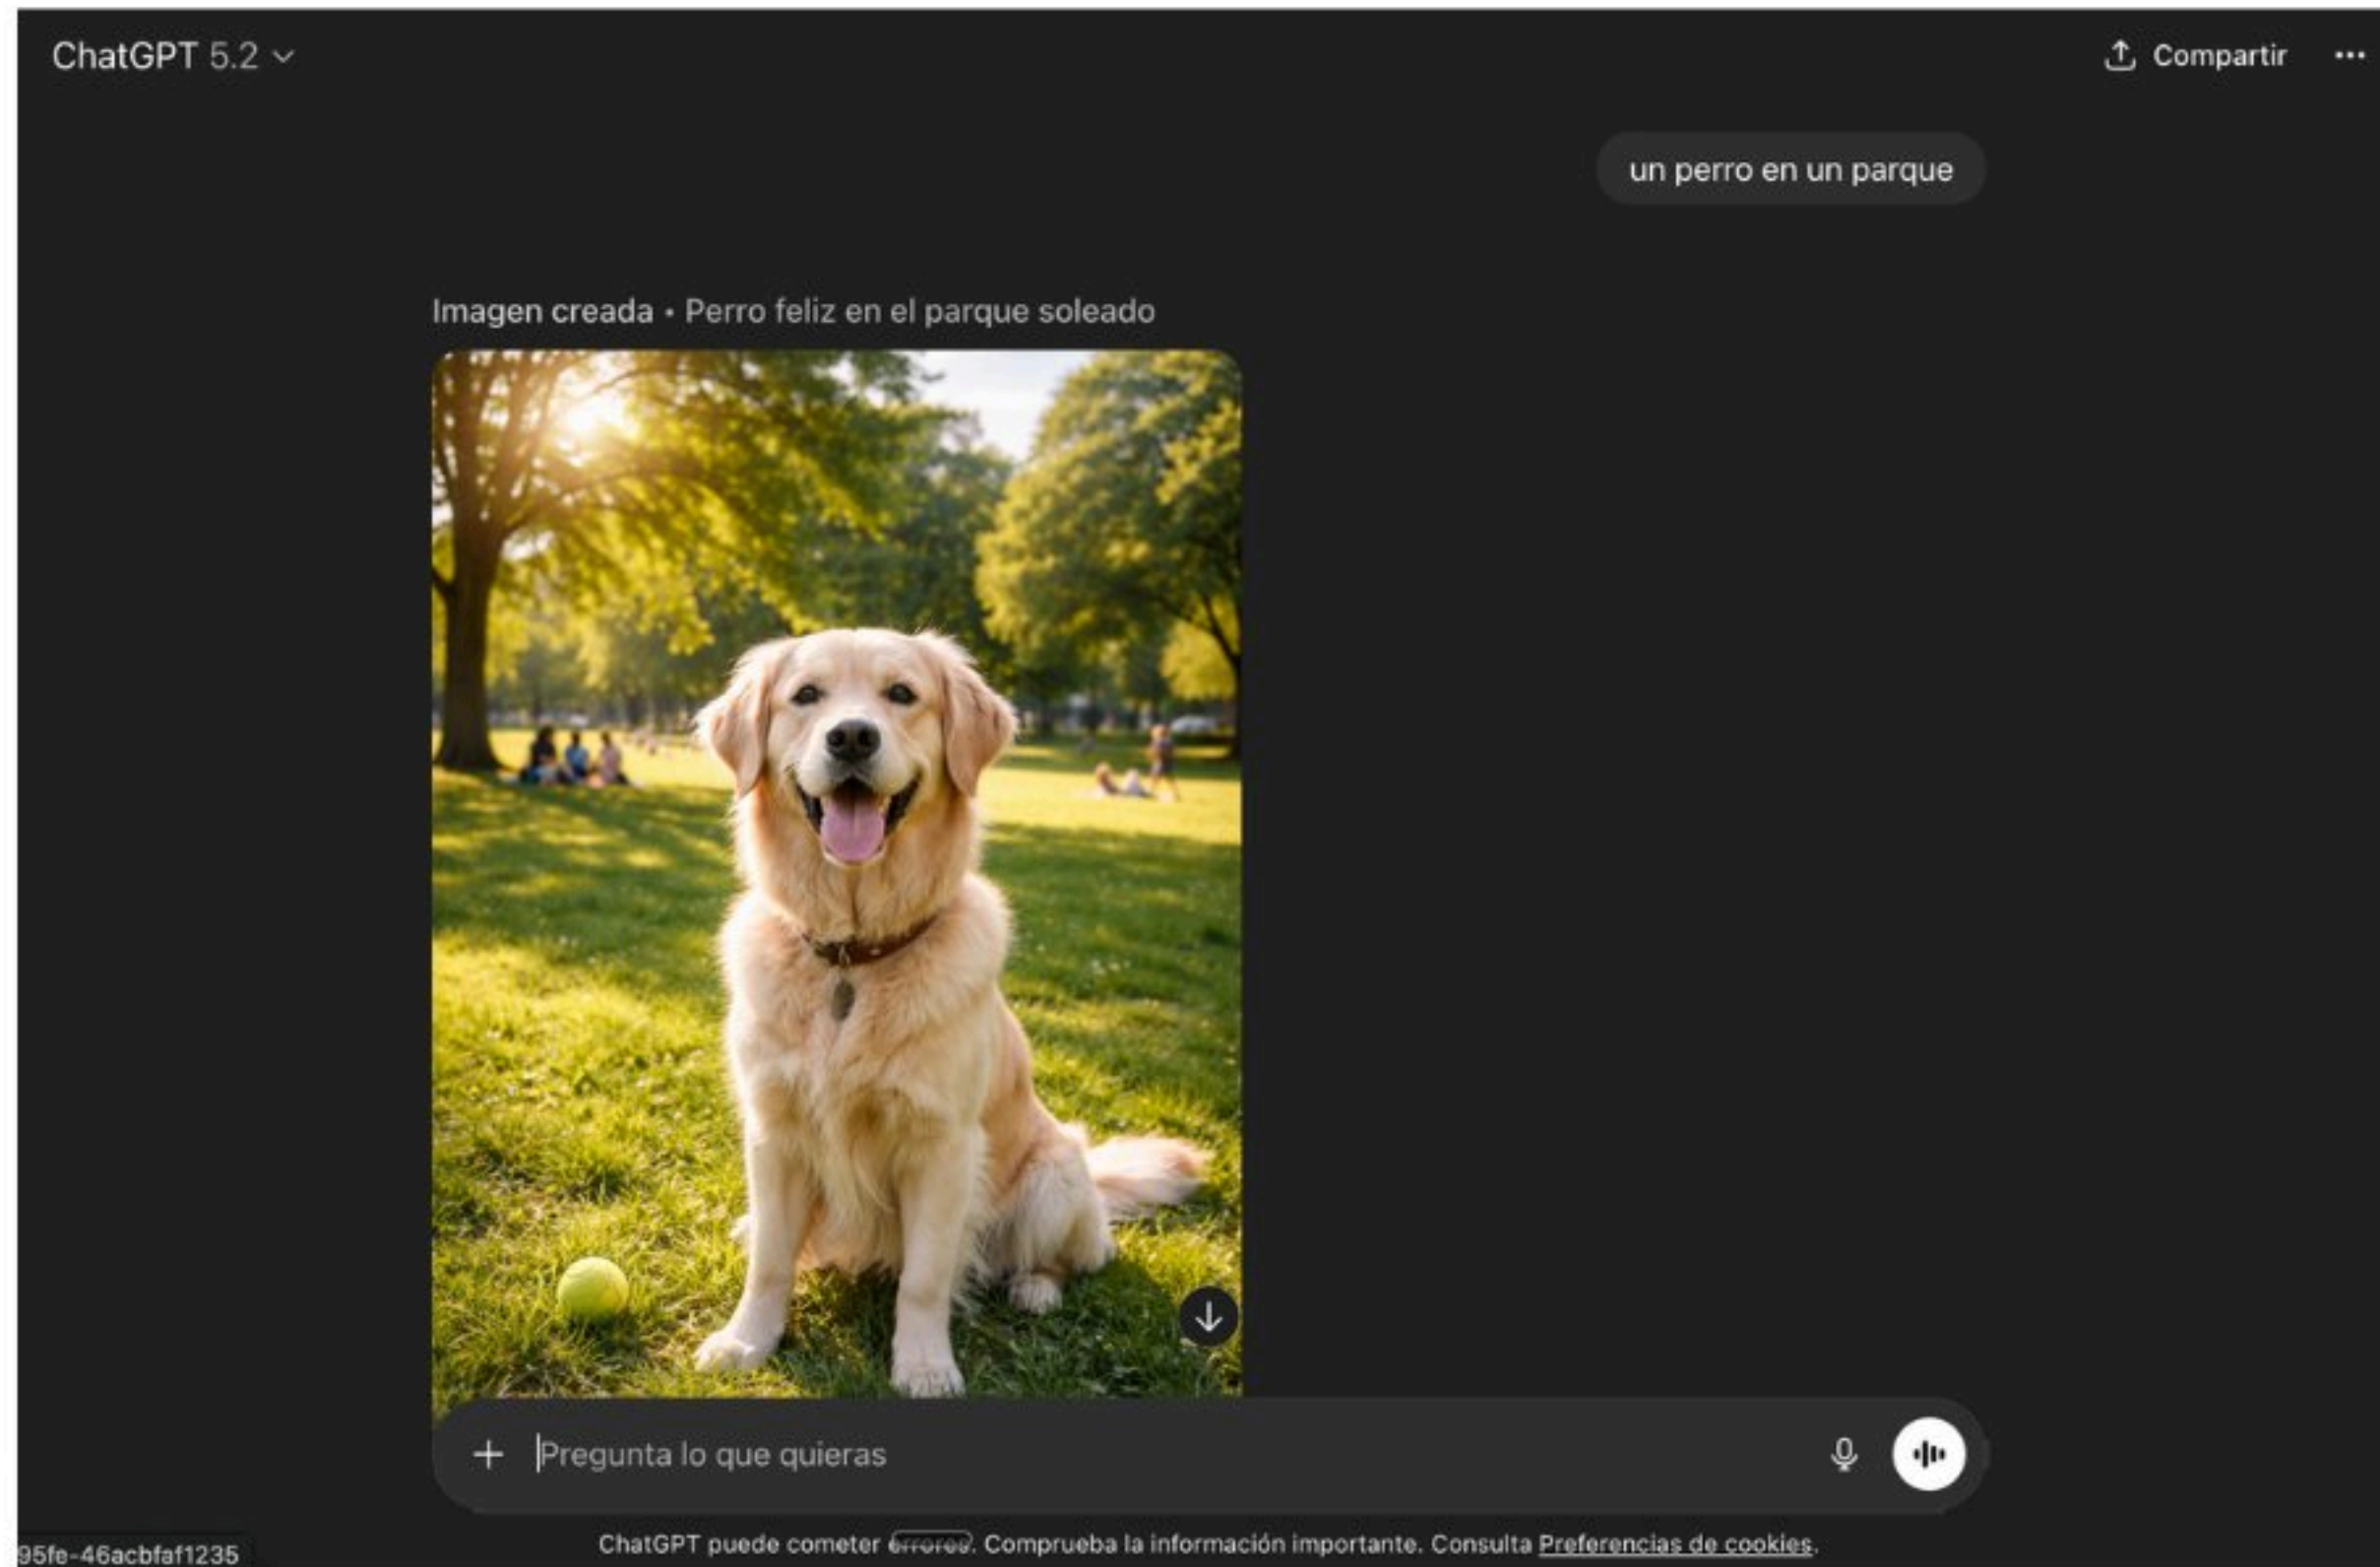 ChatGPT 5.2
Compartir
un perro en un parque
Imagen creada • Perro feliz en el parque soleado
Pregunta lo que quieras
ChatGPT puede cometer errores. Comprueba la información importante. Consulta Preferencias de cookies.
95fe-46acbfaf1235